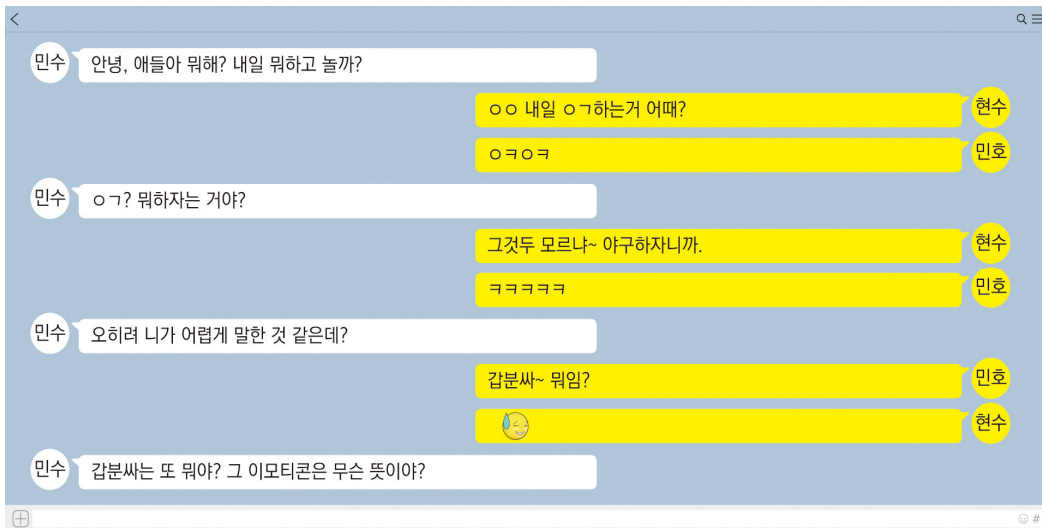 민수 안녕, 애들아 뭐해? 내일 뭐하고 놀까?
ㅇㅇ 내일 ㅇㄱ하는거 어때? 현수
ㅇㅋㅇㅋ 민호
민수 ㅇㄱ? 뭐하자는 거야?
그것두 모르냐~ 야구하자니까. 현수
ㅋㅋㅋㅋㅋ 민호
민수 오히려 니가 어렵게 말한 것 같은데?
갑분싸~ 뭐임? 민호
현수
민수 갑분싸는 또 뭐야? 그 이모티콘은 무슨 뜻이야?
#